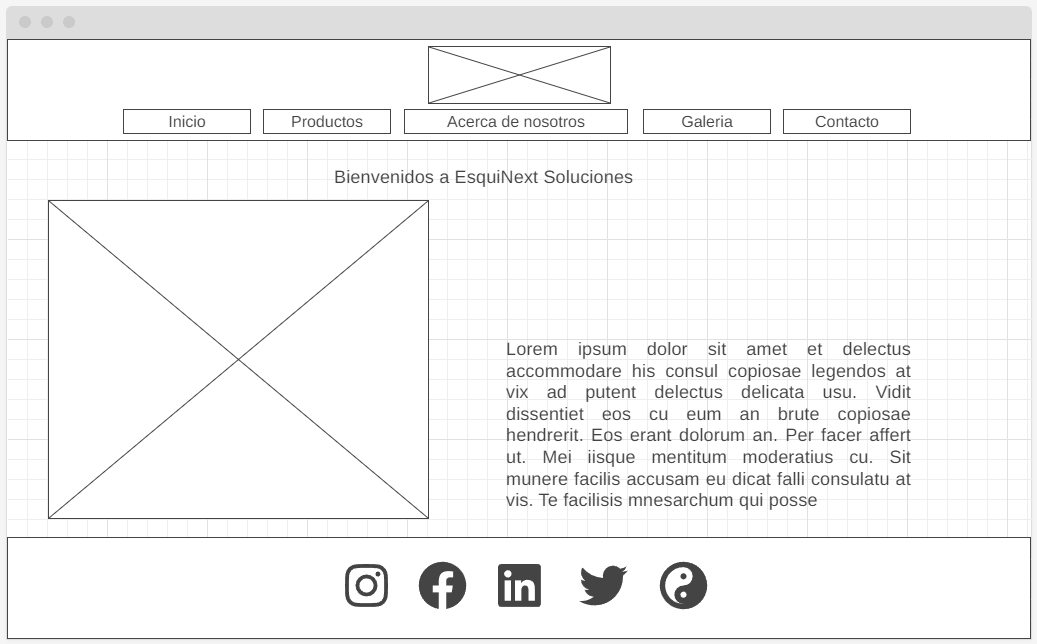 Inicio
Productos
Acerca de nosotros
Galeria
Contacto
Bienvenidos a EsquiNext Soluciones
Lorem ipsum dolor sit amet et delectus
accommodare his consul copiosae legendos at
vix ad putent delectus delicata usu. Vidit
dissentiet eos cu eum an brute copiosae
hendrerit. Eos erant dolorum an. Per facer affert
ut. Mei iisque mentitum moderatius cu. Sit
munere facilis accusam eu dicat falli consulatu at
vis. Te facilisis mnesarchum qui posse